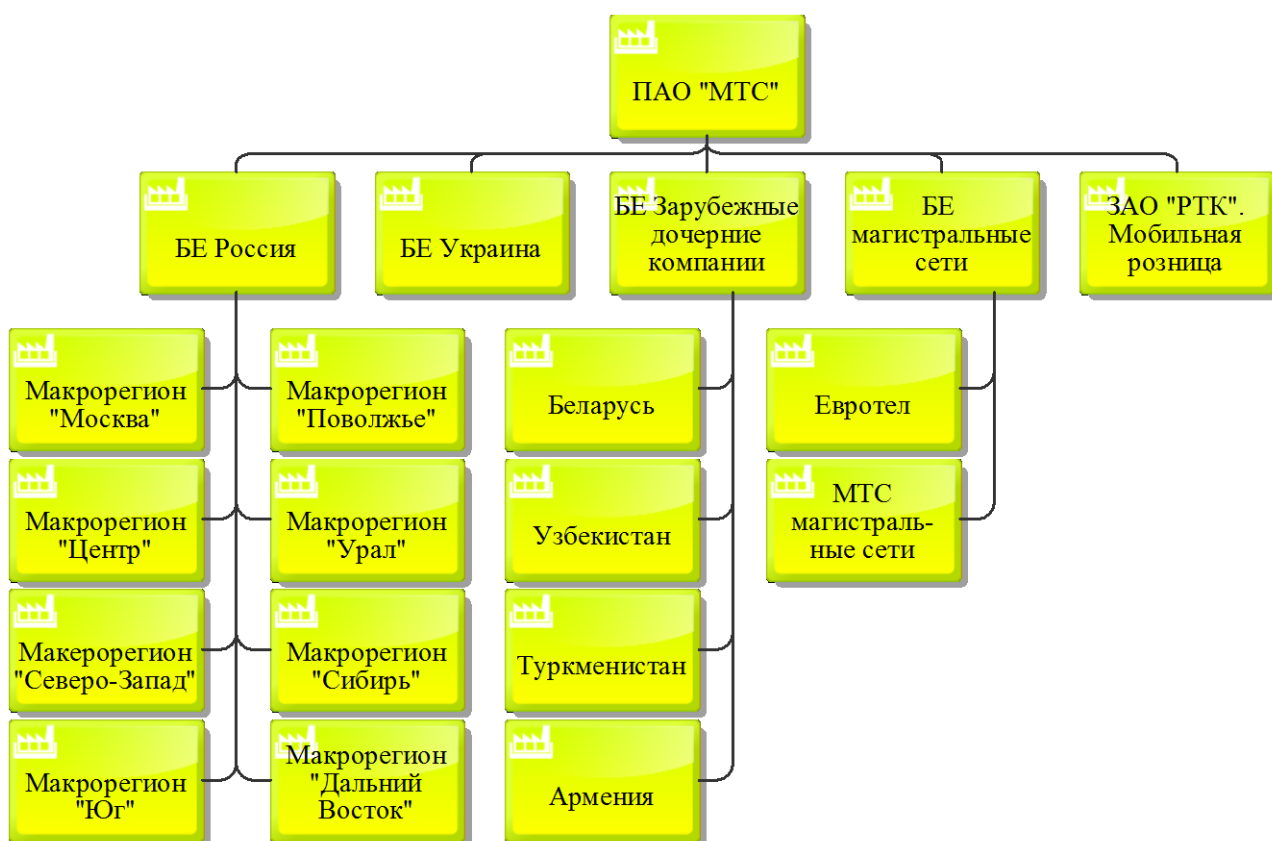 ПАО "МТС"
БЕ Россия
БЕ Украина
БЕ Зарубежные
дочерние
компании
БЕ
магистральные
сети
ЗАО "РТК".
Мобильная
розница
Макрорегион
"Москва"
Макрорегион
"Поволжье"
Беларусь
Евротел
Макрорегион
"Центр"
Макрорегион
"Урал"
Узбекистан
МТС
магистраль-
ные сети
Макерорегион
"Северо-Запад"
Макрорегион
"Сибирь"
Туркменистан
Макрорегион
"Юг"
Макрорегион
"Дальний
Восток"
Армения